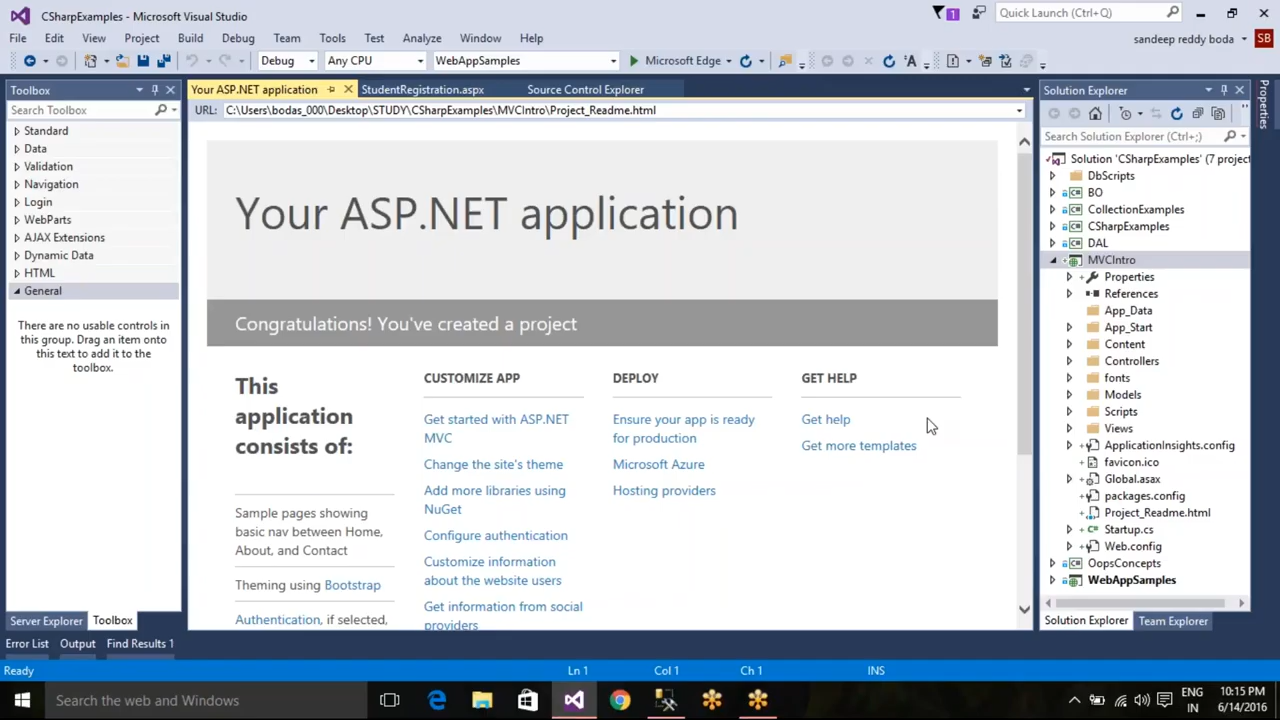 CSharpExamples - Microsoft Visual Studio
1
Quick Launch (Ctrl+Q)
File Edit View Project Build Debug Team Tools Test Analyze Window Help
sandeep reddy boda SB
Debug Any CPU WebAppSamples Microsoft Edge
Toolbox
Search Toolbox
Standard
Data
Validation
Navigation
Login
WebParts
AJAX Extensions
Dynamic Data
HTML
General
There are no usable controls in
this group. Drag an item onto
this text to add it to the
toolbox.
Server Explorer Toolbox
Your ASP.NET application StudentRegistration.aspx Source Control Explorer
URL: C:\Users\bodas_000\Desktop\STUDY\CSharpExamples\MVCIntro\Project_Readme.html
Your ASP.NET application
Congratulations! You've created a project
This
application
consists of:
Sample pages showing
basic nav between Home,
About, and Contact
Theming using Bootstrap
Authentication, if selected,
CUSTOMIZE APP
Get started with ASP.NET
MVC
Change the site's theme
Add more libraries using
NuGet
Configure authentication
Customize information
about the website users
Get information from social
providers
DEPLOY
Ensure your app is ready
for production
Microsoft Azure
Hosting providers
GET HELP
Get help
Get more templates
Solution Explorer
Search Solution Explorer (Ctrl+;)
Solution 'CSharpExamples' (7 project
DbScripts
BO
CollectionExamples
CSharpExamples
DAL
MVCIntro
Properties
References
App_Data
App_Start
Content
Controllers
fonts
Models
Scripts
Views
ApplicationInsights.config
favicon.ico
Global.asax
packages.config
Project_Readme.html
Startup.cs
Web.config
OopsConcepts
WebAppSamples
Solution Explorer Team Explorer
Properties
Error List Output Find Results 1
Ready Ln 1 Col 1 Ch 1 INS
Search the web and Windows
ENG
IN
10:15 PM
6/14/2016